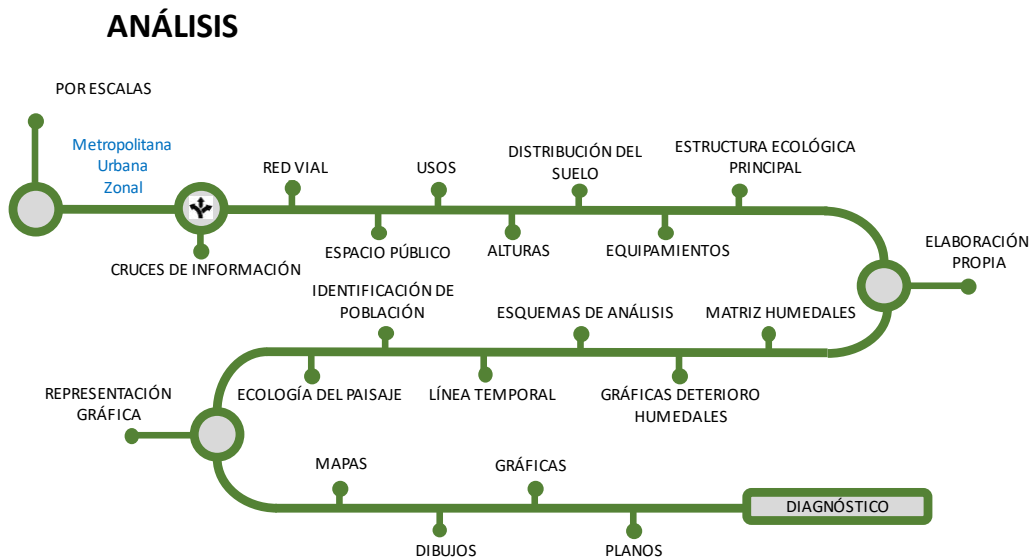 ANÁLISIS
POR ESCALAS
Metropolitana
Urbana
Zonal
CRUCES DE INFORMACIÓN
RED VIAL
ESPACIO PÚBLICO
USOS
ALTURAS
DISTRIBUCIÓN DEL
SUELO
EQUIPAMIENTOS
ESTRUCTURA ECOLÓGICA
PRINCIPAL
ELABORACIÓN
PROPIA
MATRIZ HUMEDALES
GRÁFICAS DETERIORO
HUMEDALES
ESQUEMAS DE ANÁLISIS
LÍNEA TEMPORAL
IDENTIFICACIÓN DE
POBLACIÓN
ECOLOGÍA DEL PAISAJE
REPRESENTACIÓN
GRÁFICA
MAPAS
DIBUJOS
GRÁFICAS
PLANOS
DIAGNÓSTICO